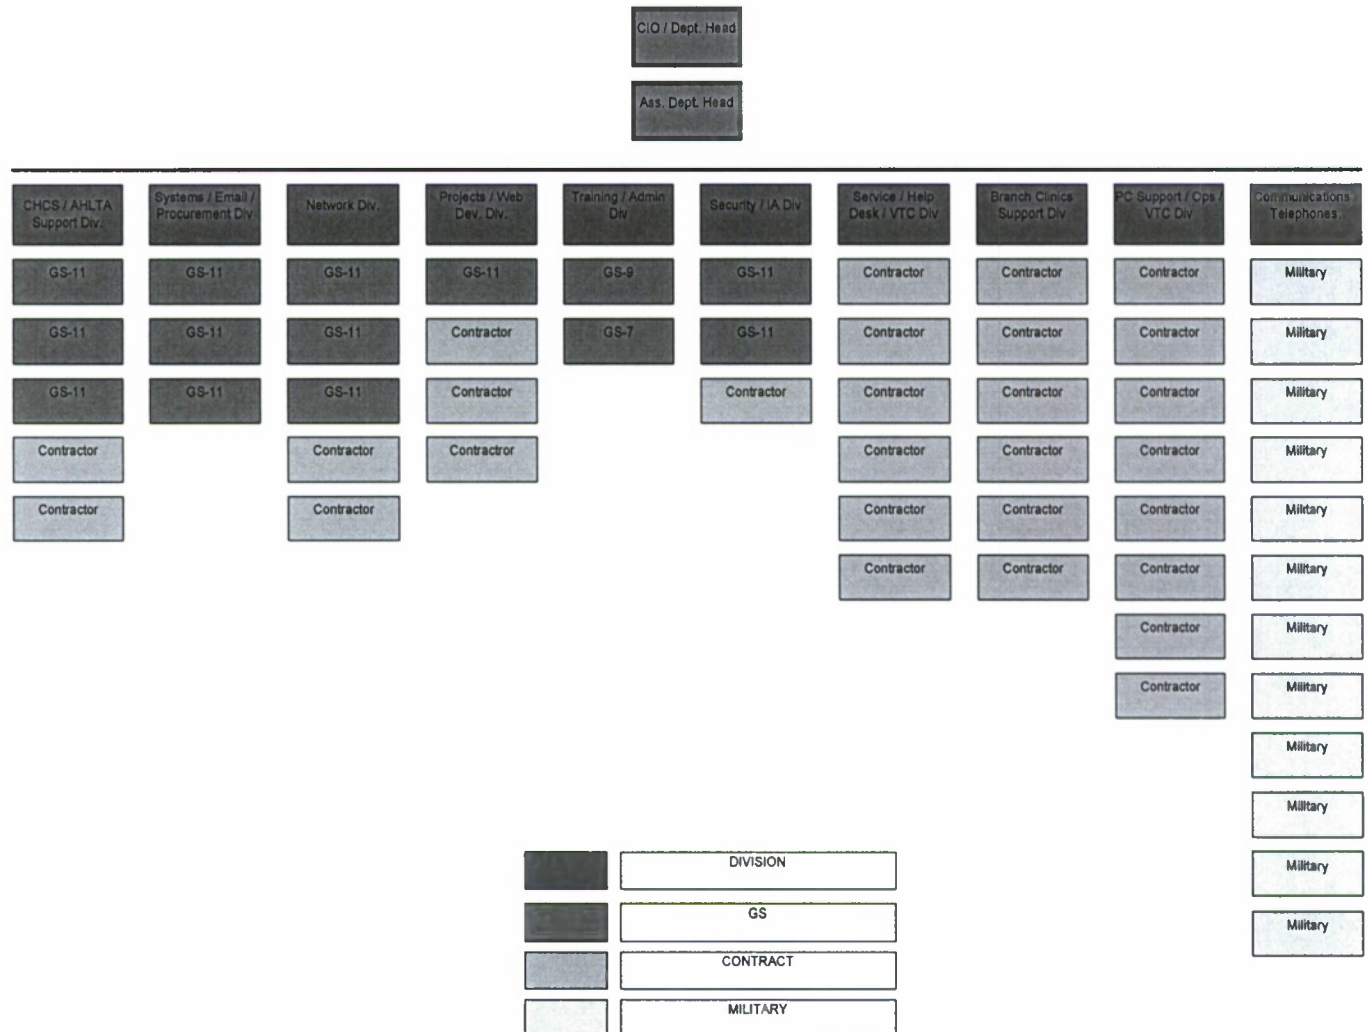 CIO / Dept. Head
Ass. Dept. Head
CHCS / AHLTA
Support Div.
GS-11
GS-11
GS-11
Contractor
Contractor
Systems / Email /
Procurement Div
GS-11
GS-11
GS-11
Network Div.
GS-11
GS-11
GS-11
Contractor
Contractor
Projects / Web
Dev. Div.
GS-11
Contractor
Contractor
Contractror
Training / Admin
Div
GS-9
GS-7
Security / IA Div
GS-11
GS-11
Contractor
Service / Help
Desk / VTC Div
Contractor
Contractor
Contractor
Contractor
Contractor
Contractor
Branch Clinics
Support Div
Contractor
Contractor
Contractor
Contractor
Contractor
Contractor
PC Support / Ops /
VTC Div
Contractor
Contractor
Contractor
Contractor
Contractor
Contractor
Contractor
Contractor
Communications
Telephones
Military
Military
Military
Military
Military
Military
Military
Military
Military
Military
Military
Military
DIVISION
GS
CONTRACT
MILITARY